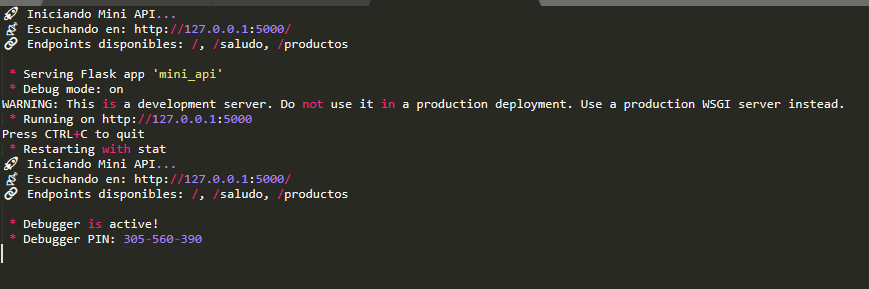 🚀 Iniciando Mini API...
📡 Escuchando en: http://127.0.0.1:5000/
🔗 Endpoints disponibles: /, /saludo, /productos
* Serving Flask app 'mini_api'
* Debug mode: on
WARNING: This is a development server. Do not use it in a production deployment. Use a production WSGI server instead.
* Running on http://127.0.0.1:5000
Press CTRL+C to quit
* Restarting with stat
🚀 Iniciando Mini API...
📡 Escuchando en: http://127.0.0.1:5000/
🔗 Endpoints disponibles: /, /saludo, /productos
* Debugger is active!
* Debugger PIN: 305-560-390